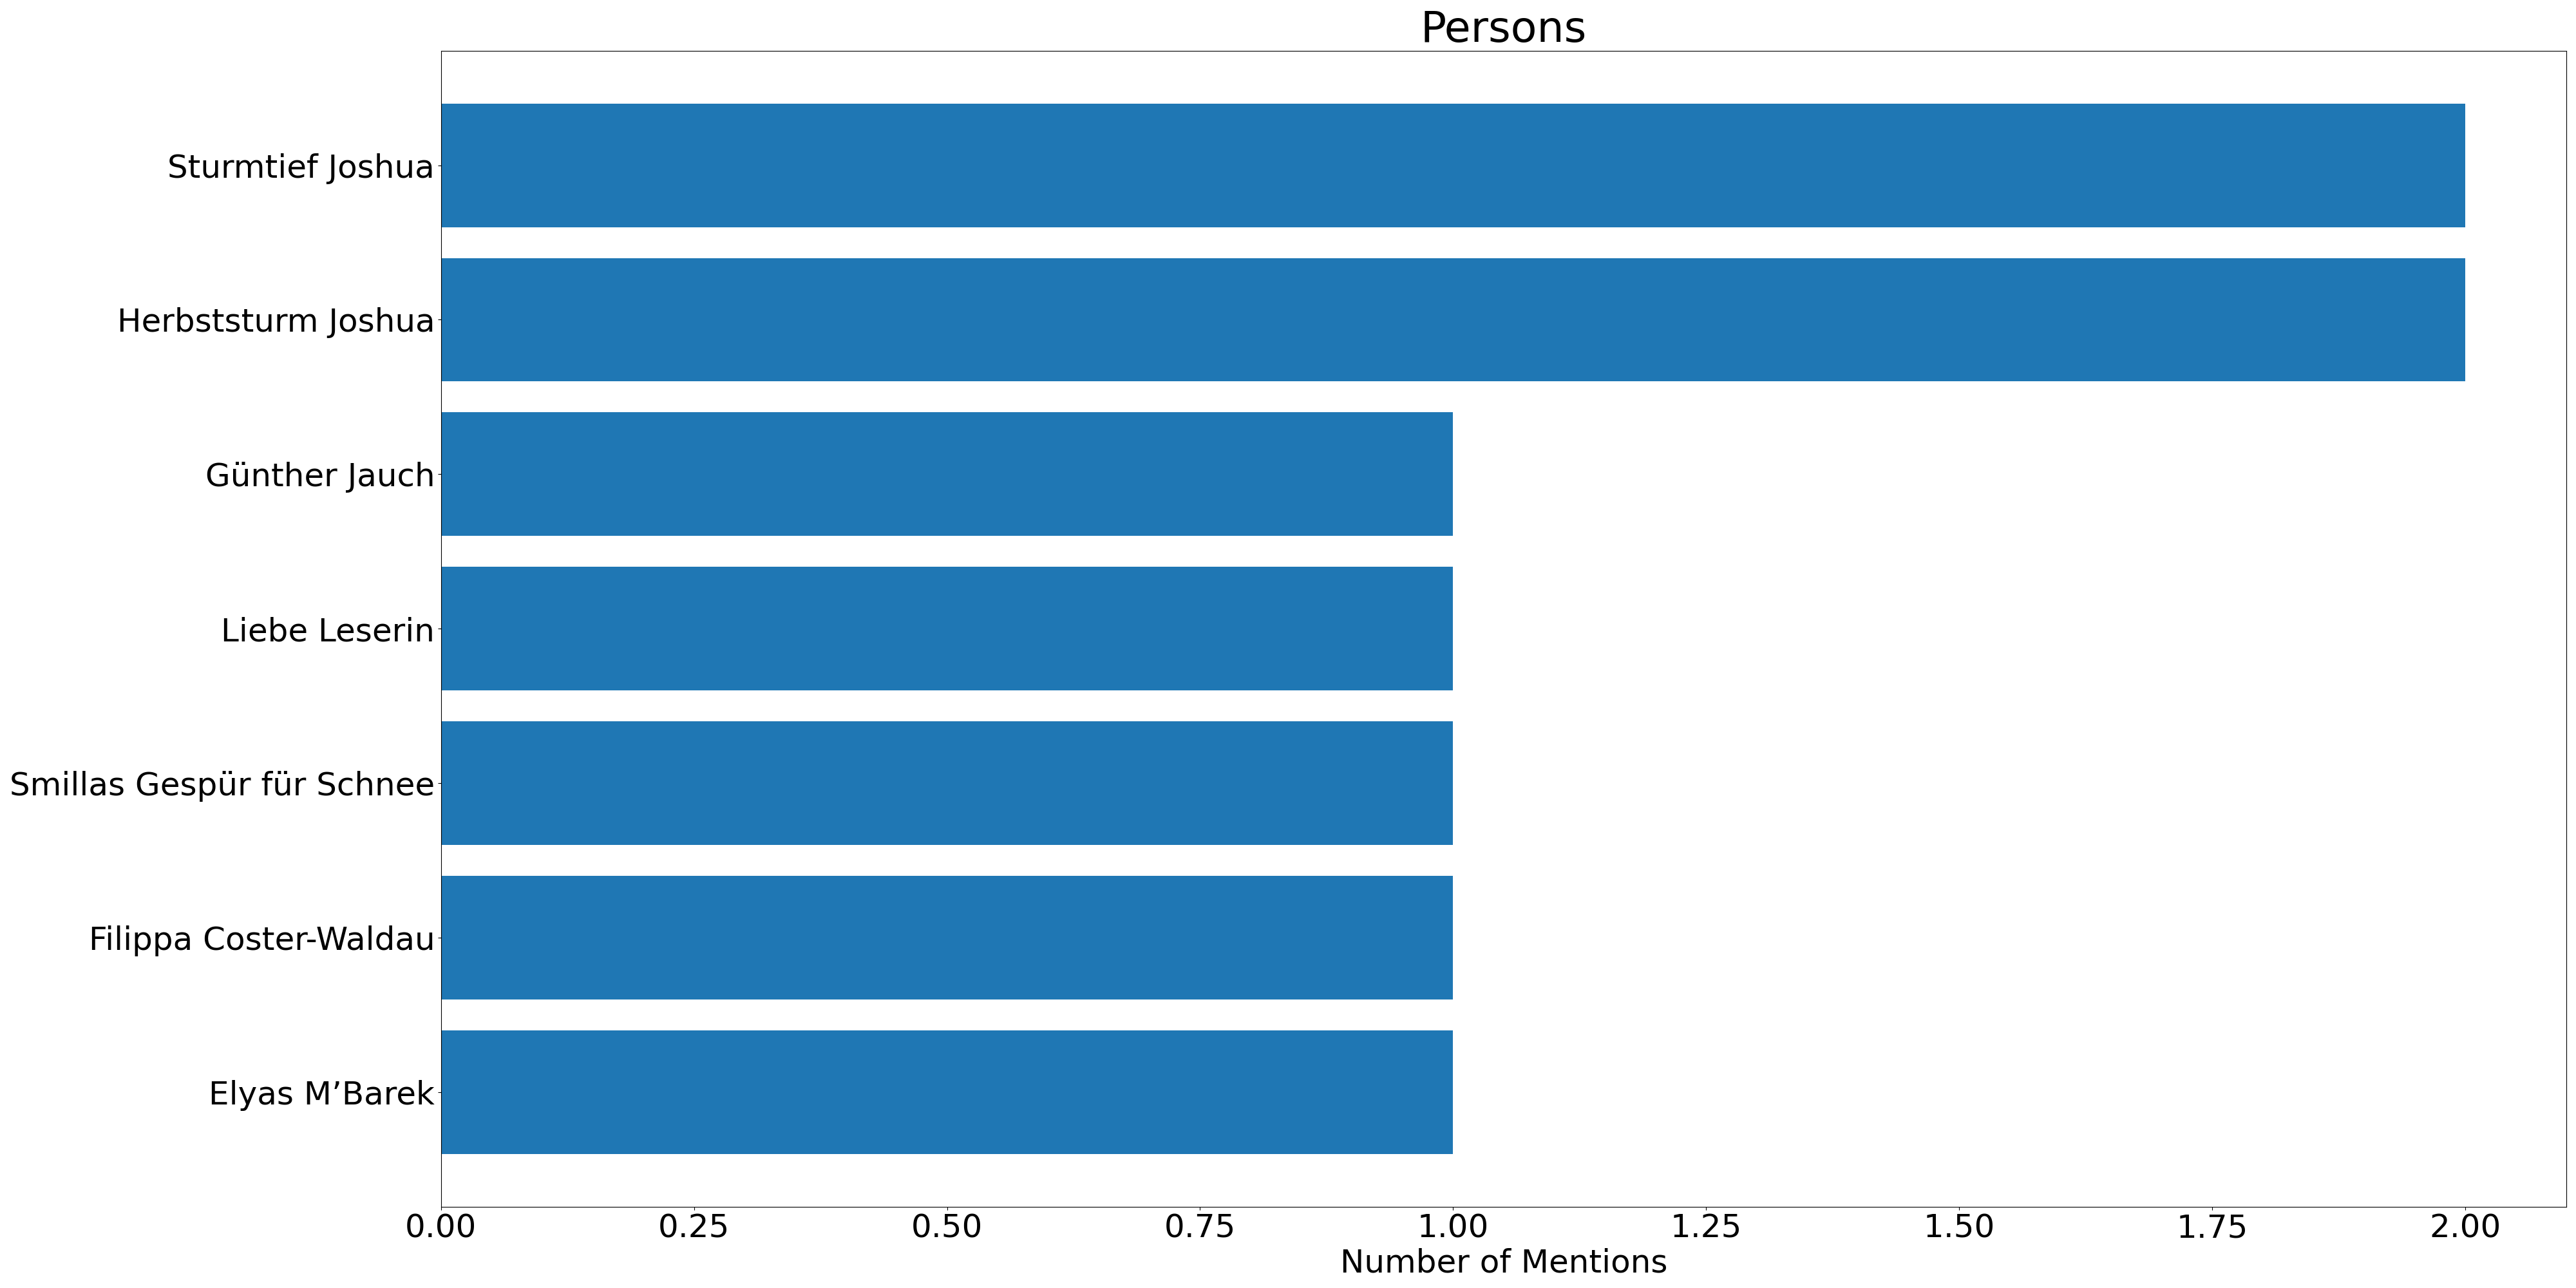 Persons
Sturmtief Joshua
Herbststurm Joshua
Günther Jauch
Liebe Leserin
Smillas Gespür für Schnee
Filippa Coster-Waldau
Elyas M’Barek
0.00 0.25 0.50 0.75 1.00 1.25 1.50 1.75 2.00
Number of Mentions